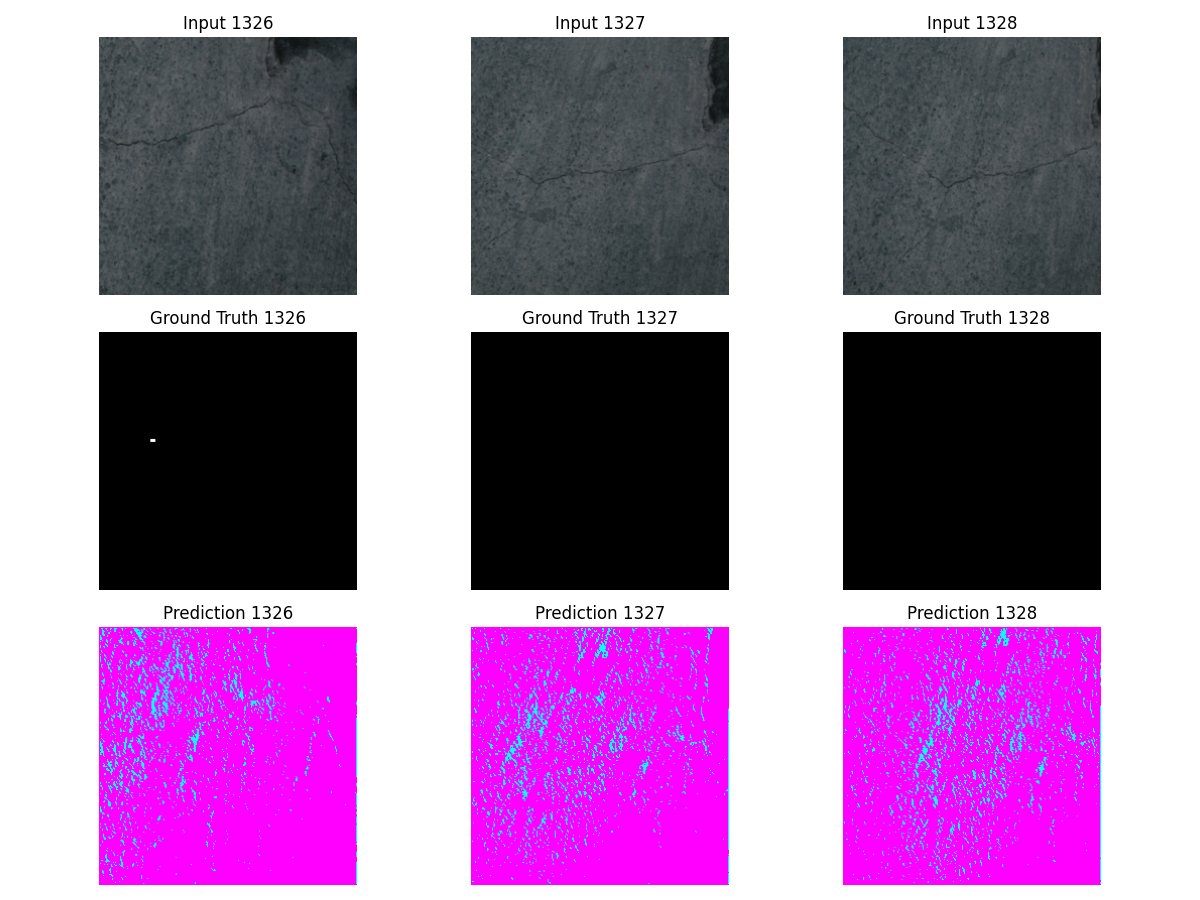 Input 1326
Input 1327
Input 1328
Ground Truth 1326
Ground Truth 1327
Ground Truth 1328
Prediction 1326
Prediction 1327
Prediction 1328